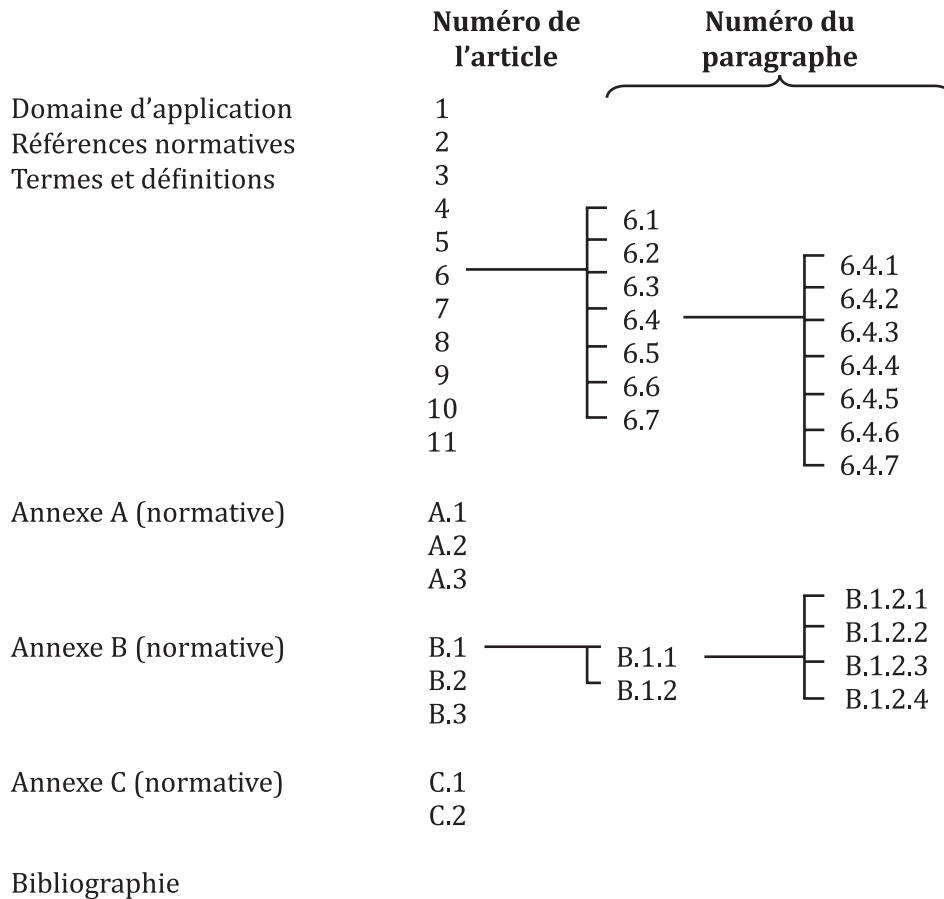 Numéro de l’article
Numéro du paragraphe
Domaine d’application 1
Références normatives 2
Termes et définitions 3
4
5
6
7
8
9
10
11
6.1
6.2
6.3
6.4
6.5
6.6
6.7
6.4.1
6.4.2
6.4.3
6.4.4
6.4.5
6.4.6
6.4.7
Annexe A (normative) A.1
A.2
A.3
Annexe B (normative) B.1
B.2
B.3
B.1.1
B.1.2
B.1.2.1
B.1.2.2
B.1.2.3
B.1.2.4
Annexe C (normative) C.1
C.2
Bibliographie